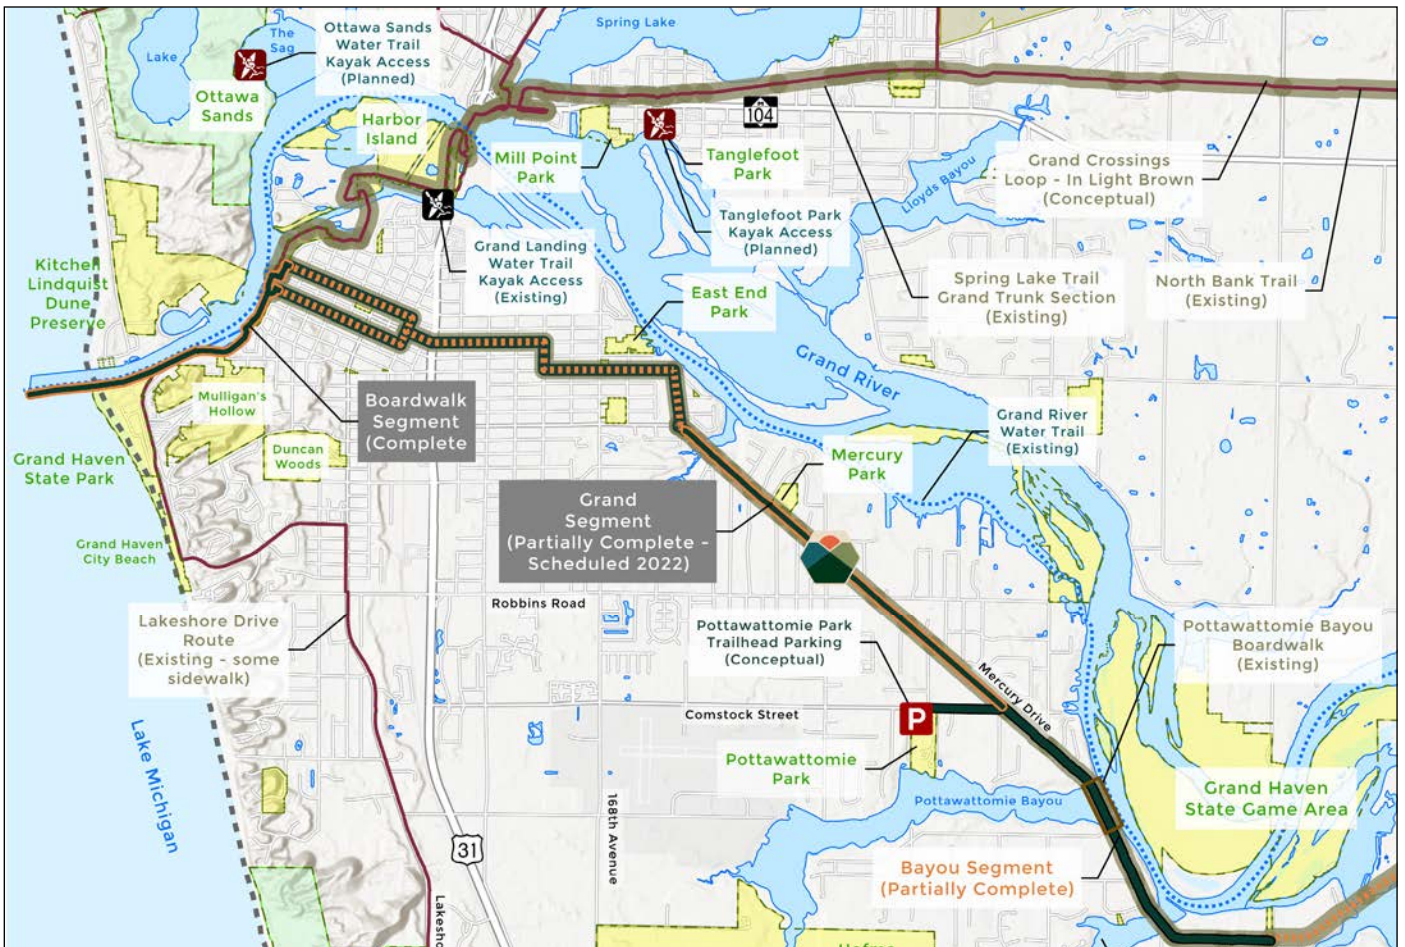 Ottawa Sands
Water Trail
Kayak Access
(Planned)
The
Sag
Lake
Spring Lake
Ottawa
Sands
Harbor
Island
104
Mill Point
Park
Tanglefoot
Park
Lloyds Bayou
Grand Crossings
Loop - In Light Brown
(Conceptual)
Tanglefoot Park
Kayak Access
(Planned)
Grand Landing
Water Trail
Kayak Access
(Existing)
Kitchen
Lindquist
Dune
Preserve
East End
Park
Spring Lake Trail
Grand Trunk Section
(Existing)
North Bank Trail
(Existing)
Grand River
Boardwalk
Segment
(Complete
Mulligan's
Hollow
Duncan
Woods
Grand Haven
State Park
Grand River
Water Trail
(Existing)
Mercury
Park
Grand
Segment
(Partially Complete -
Scheduled 2022)
Grand Haven
City Beach
Robbins Road
Lakeshore Drive
Route
(Existing - some
sidewalk)
Pottawattomie Park
Trailhead Parking
(Conceptual)
Pottawattomie Bayou
Boardwalk
(Existing)
Mercury Drive
P
Comstock Street
Lake Michigan
Pottawattomie
Park
168th Avenue
Pottawattomie Bayou
Grand Haven
State Game Area
31
Bayou Segment
(Partially Complete)